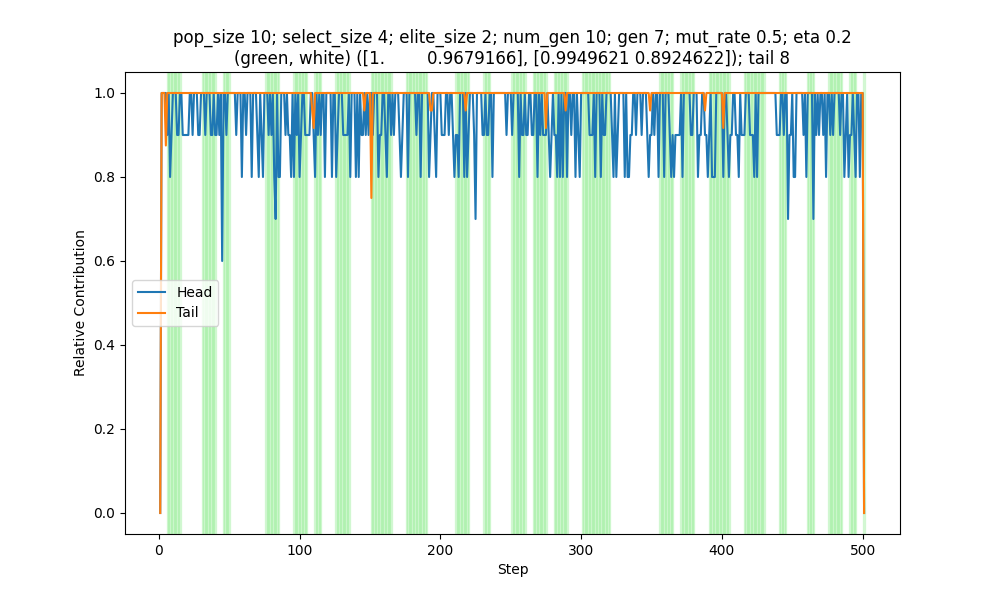 pop_size 10; select_size 4; elite_size 2; num_gen 10; gen 7; mut_rate 0.5; eta 0.2
(green, white) ([1.        0.9679166], [0.9949621 0.8924622]); tail 8
1.0
0.8
0.6
0.4
0.2
0.0
Relative Contribution
Head
Tail
0
100
200
300
400
500
Step